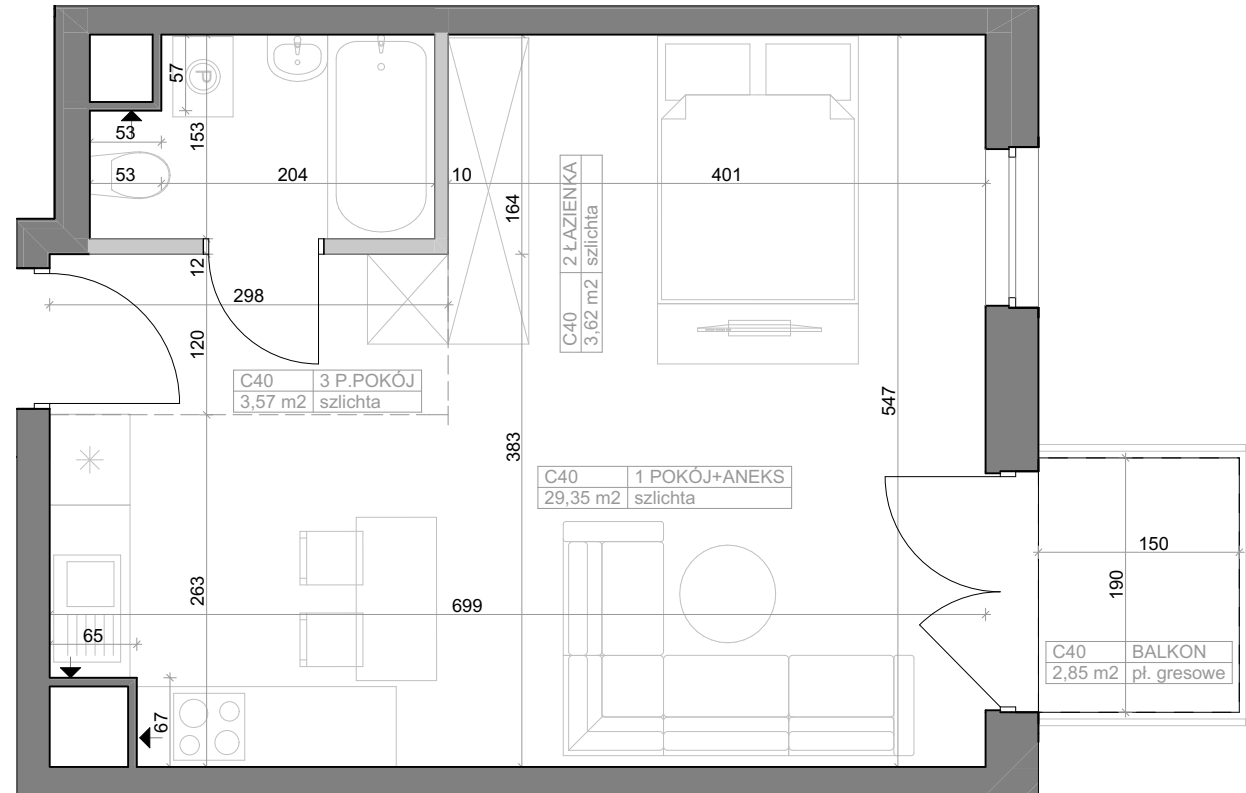 57
P
53
153
53
204
10
401
164
C40 2 ŁAZIENKA
3,62 m2 szlichta
12
298
120
C40 3 P.POKÓJ
3,57 m2 szlichta
547
383
C40 1 POKÓJ+ANEKS
29,35 m2 szlichta
150
190
263
699
65
C40 BALKON
2,85 m2 pł. gresowe
67